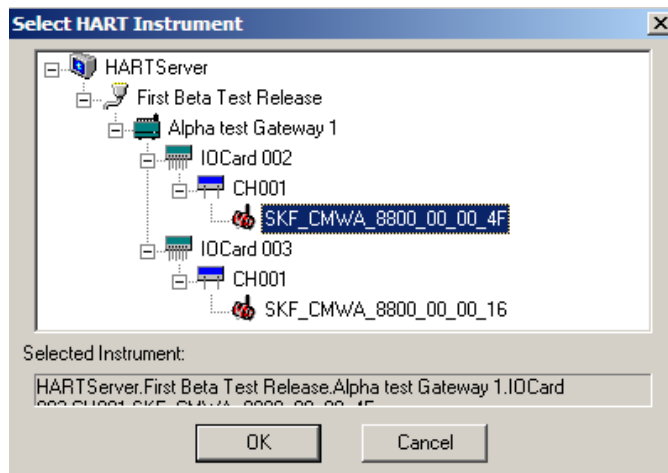 Select HART Instrument
HARTServer
First Beta Test Release
Alpha test Gateway 1
IOCard 002
CH001
SKF_CMWA_8800_00_00_4F
IOCard 003
CH001
SKF_CMWA_8800_00_00_16
Selected Instrument:
HARTServer.First Beta Test Release.Alpha test Gateway 1.IOCard
OK
Cancel